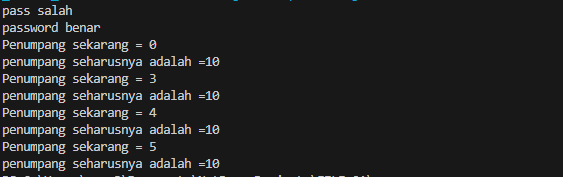 pass salah
password benar
Penumpang sekarang = 0
penumpang seharusnya adalah =10
Penumpang sekarang = 3
penumpang seharusnya adalah =10
Penumpang sekarang = 4
penumpang seharusnya adalah =10
Penumpang sekarang = 5
penumpang seharusnya adalah =10